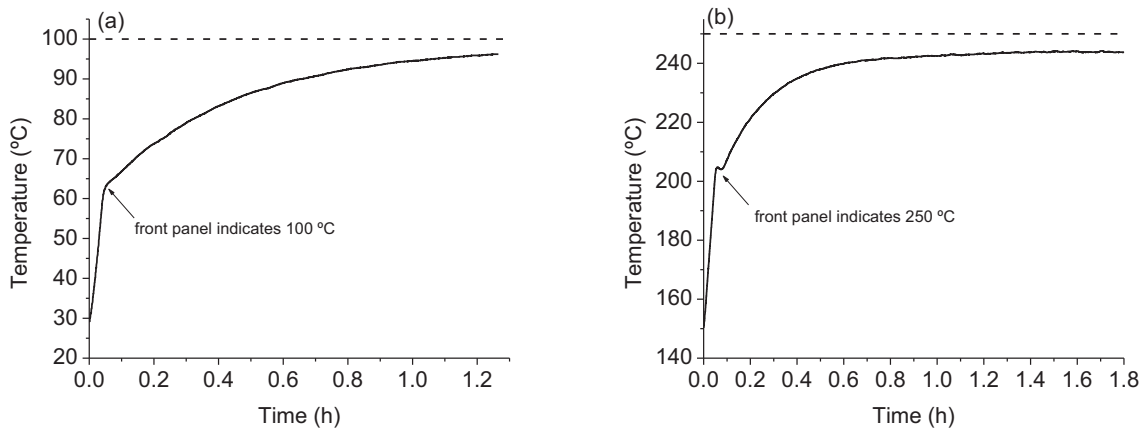 (a)
100
90
80
70
60
50
40
30
20
Temperature (ºC)
front panel indicates 100 ºC
0.0 0.2 0.4 0.6 0.8 1.0 1.2
Time (h)
(b)
240
220
200
180
160
140
Temperature (ºC)
front panel indicates 250 ºC
0.0 0.2 0.4 0.6 0.8 1.0 1.2 1.4 1.6 1.8
Time (h)